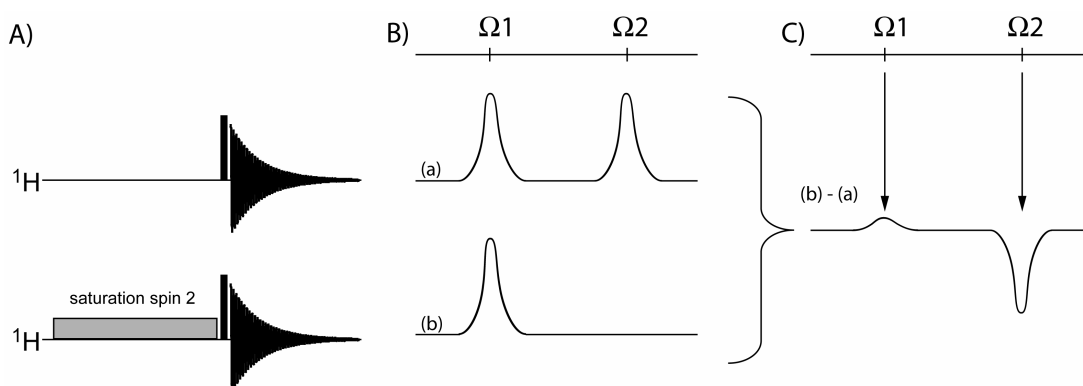 A)
¹H
saturation spin 2
¹H
B)
Ω1 Ω2
(a)
(b)
C)
Ω1 Ω2
(b) - (a)